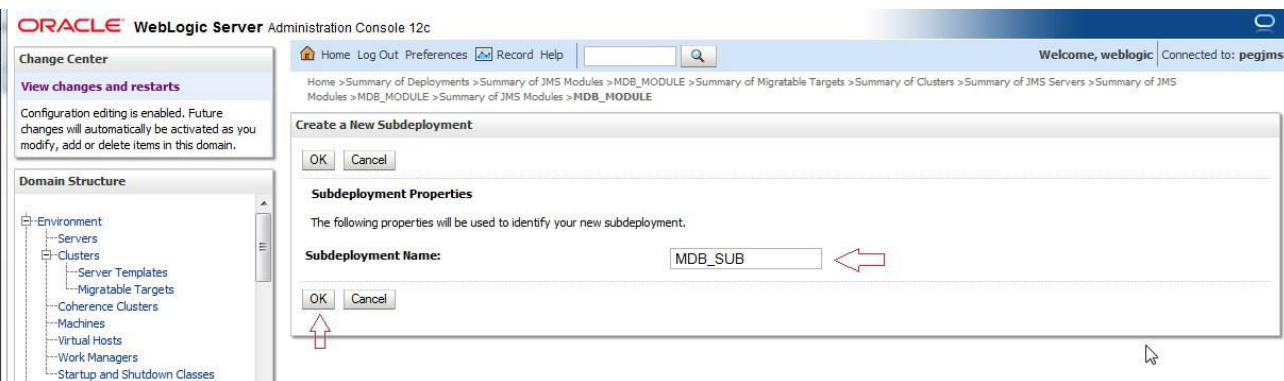 ORACLE WebLogic Server Administration Console 12c
Change Center
View changes and restarts
Configuration editing is enabled. Future
changes will automatically be activated as you
modify, add or delete items in this domain.
Domain Structure
Environment
Servers
Clusters
Server Templates
Migratable Targets
Coherence Clusters
Machines
Virtual Hosts
Work Managers
Startup and Shutdown Classes
Home Log Out Preferences Record Help
Welcome, weblogic Connected to: pegjms
Home >Summary of Deployments >Summary of JMS Modules >MDB_MODULE >Summary of Migratable Targets >Summary of Clusters >Summary of JMS Servers >Summary of JMS
Modules >MDB_MODULE >Summary of JMS Modules >MDB_MODULE
Create a New Subdeployment
OK Cancel
Subdeployment Properties
The following properties will be used to identify your new subdeployment.
Subdeployment Name: MDB_SUB
OK Cancel